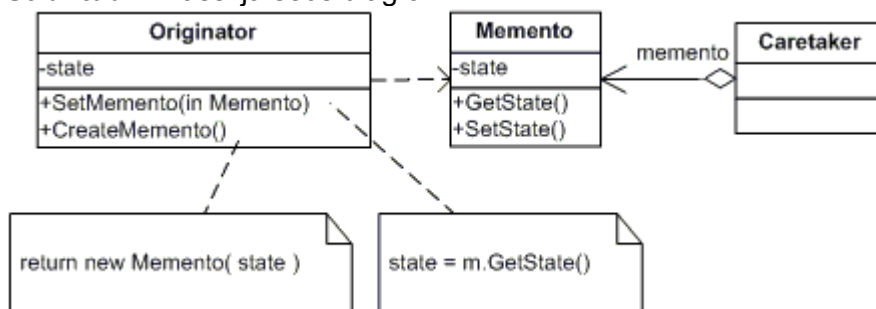 Originator
-state
+SetMemento(in Memento)
+CreateMemento()
Memento
-state
+GetState()
+SetState()
memento
Caretaker
return new Memento( state )
state = m.GetState()